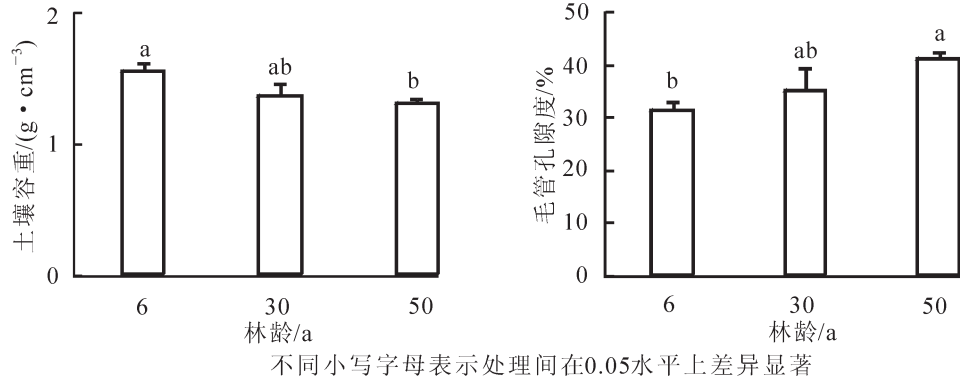 土壤容重/(g·cm⁻³)
2
1
0
a
ab
b
6 30 50
林龄/a
毛管孔隙度/%
50
40
30
20
10
0
b
ab
a
6 30 50
林龄/a
不同小写字母表示处理间在0.05水平上差异显著